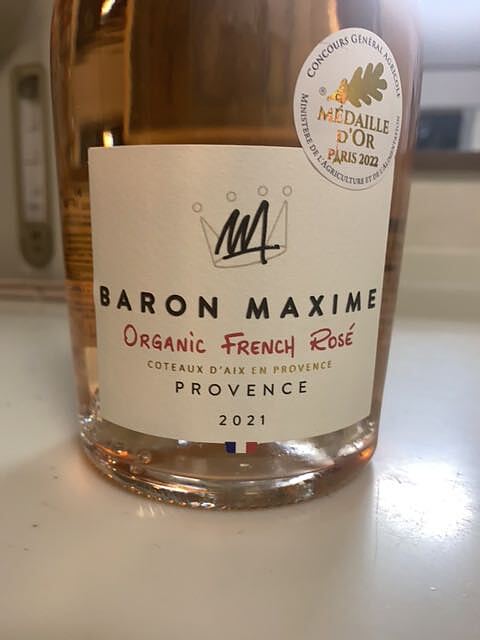 CONCOURS GÉNÉRAL AGRICOLE
®
MÉDAILLE
D'OR
PARIS 2022
MINISTÈRE DE L'AGRICULTURE ET DE L'ALIMENTATION
M
BARON MAXIME
ORGANIC FRENCH ROSÉ
COTEAUX D'AIX EN PROVENCE
PROVENCE
2021